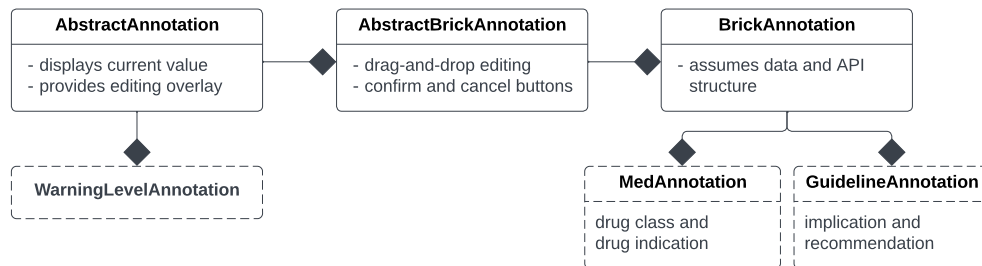 AbstractAnnotation
- displays current value
- provides editing overlay
AbstractBrickAnnotation
- drag-and-drop editing
- confirm and cancel buttons
BrickAnnotation
- assumes data and API
structure
WarningLevelAnnotation
MedAnnotation
drug class and
drug indication
GuidelineAnnotation
implication and
recommendation